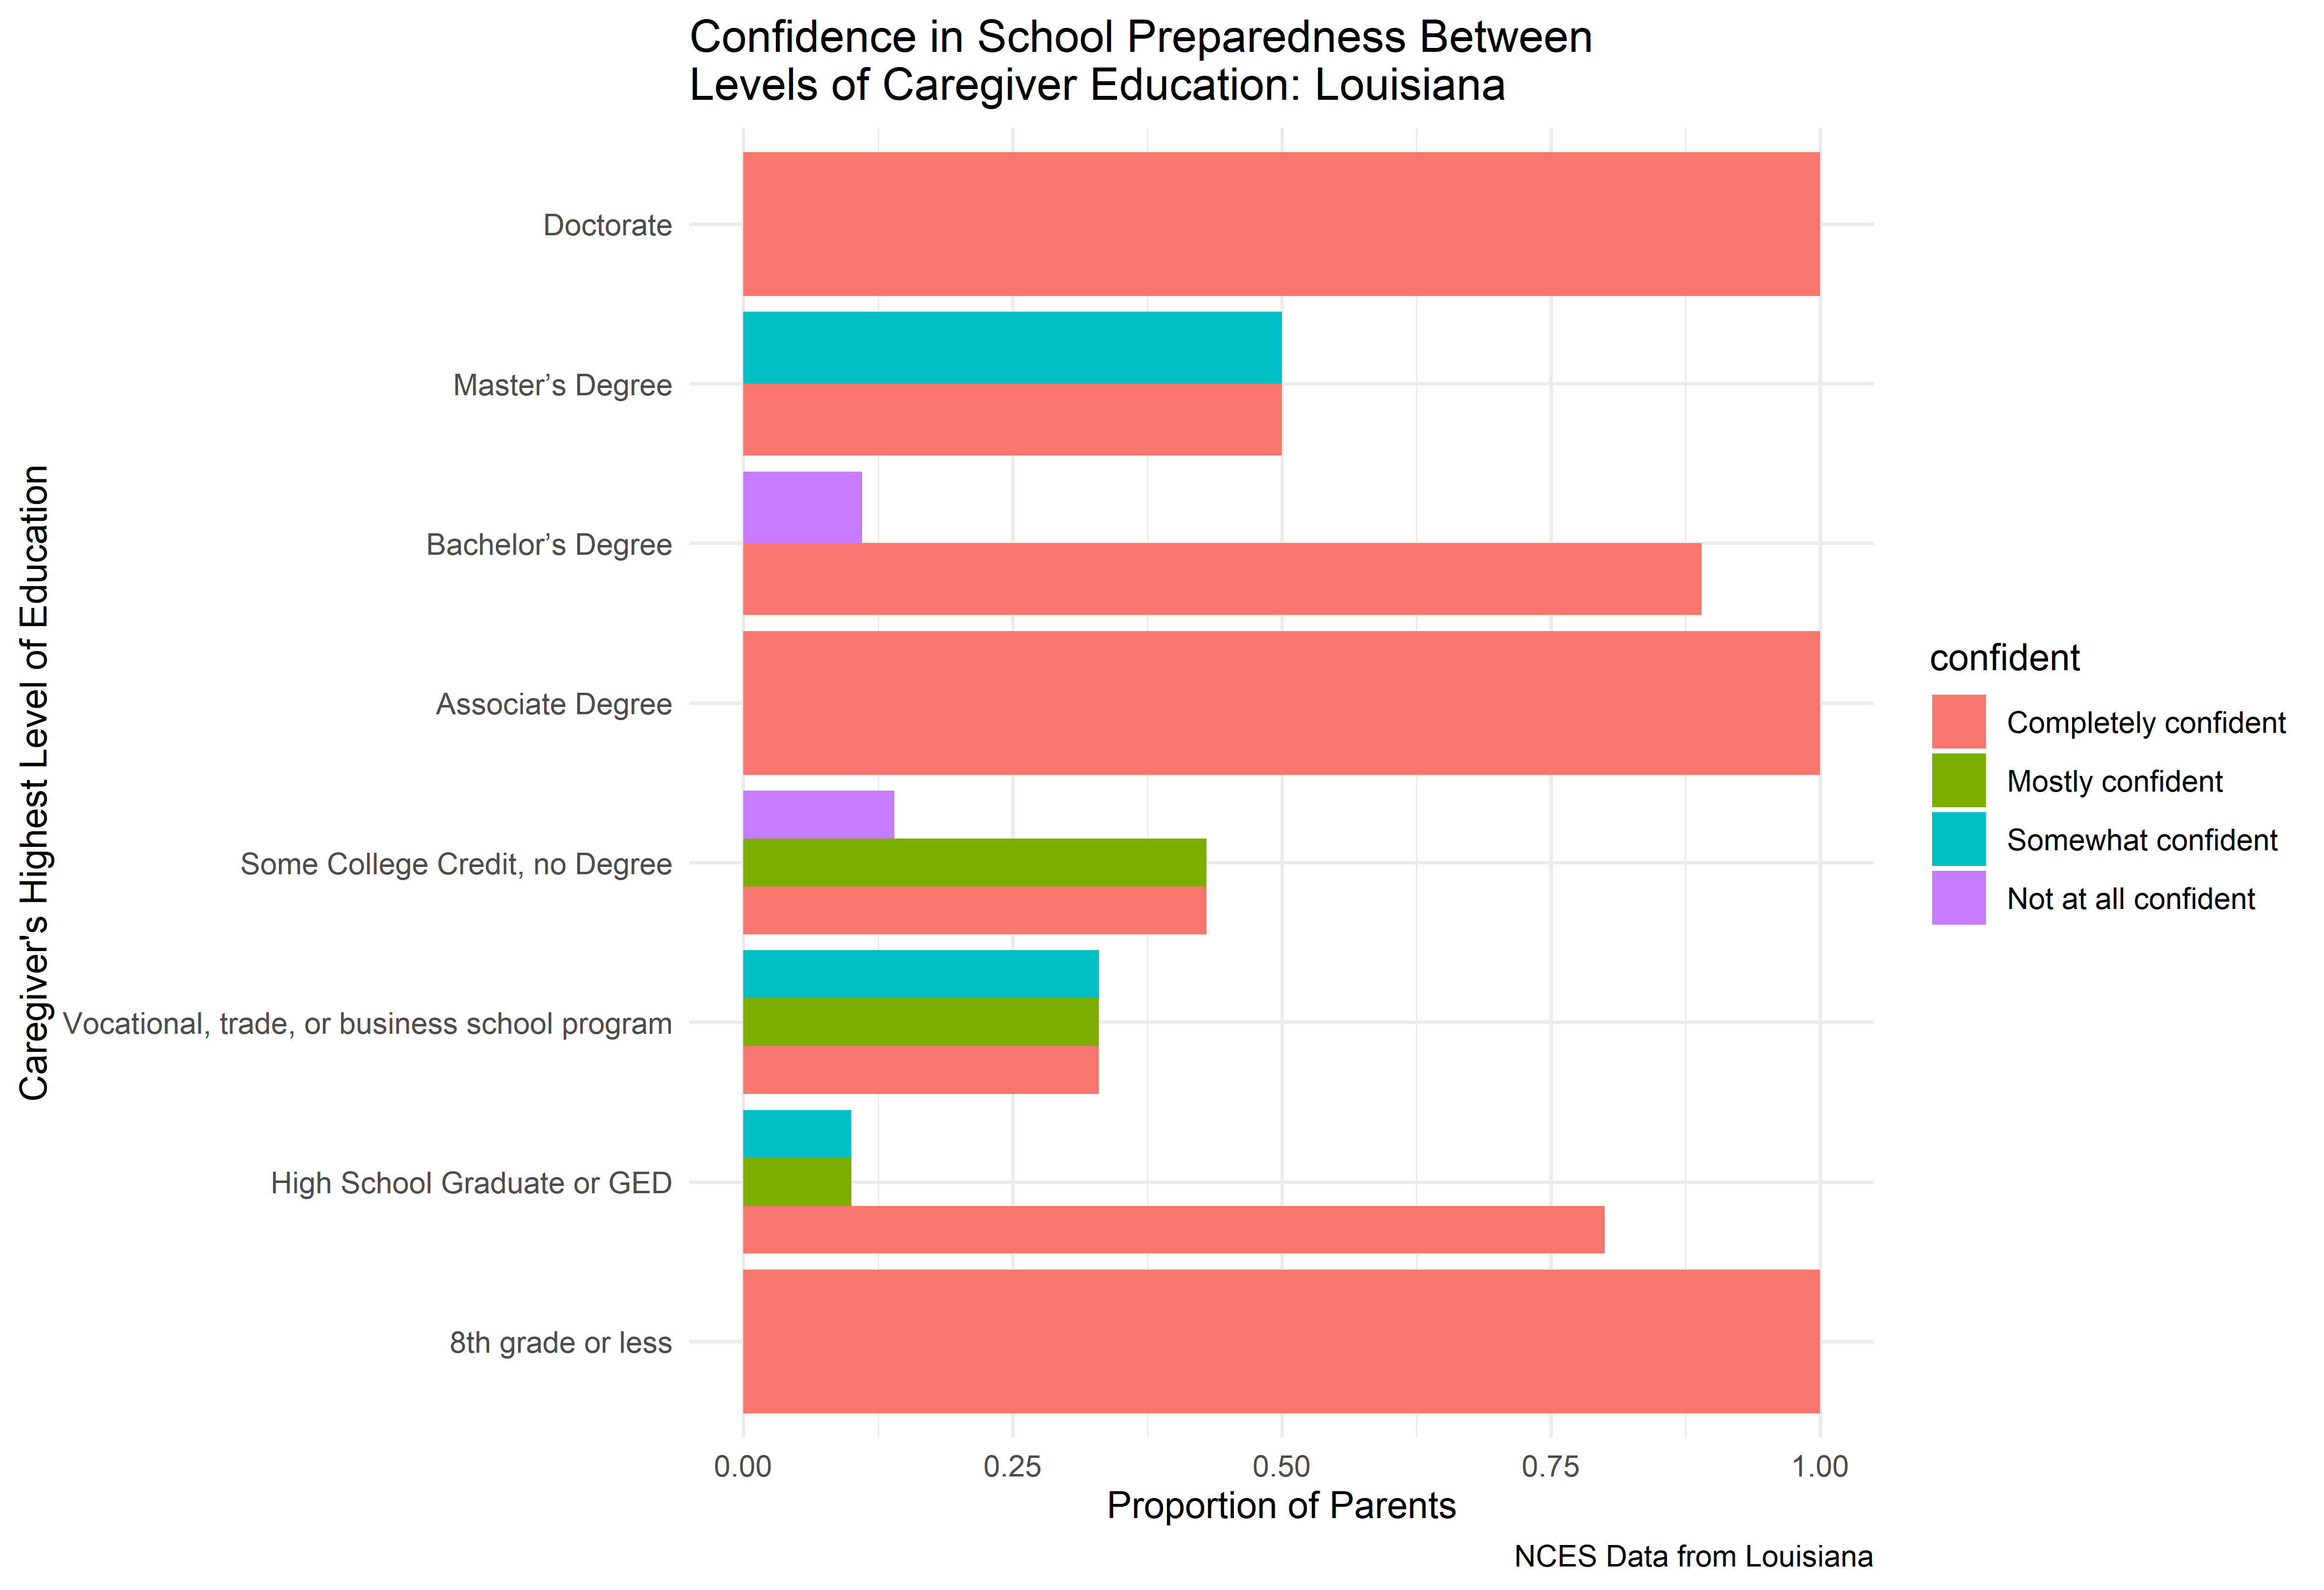 Confidence in School Preparedness Between
Levels of Caregiver Education: Louisiana
Caregiver's Highest Level of Education
Doctorate
Master’s Degree
Bachelor’s Degree
Associate Degree
Some College Credit, no Degree
Vocational, trade, or business school program
High School Graduate or GED
8th grade or less
0.00 0.25 0.50 0.75 1.00
Proportion of Parents
confident
Completely confident
Mostly confident
Somewhat confident
Not at all confident
NCES Data from Louisiana